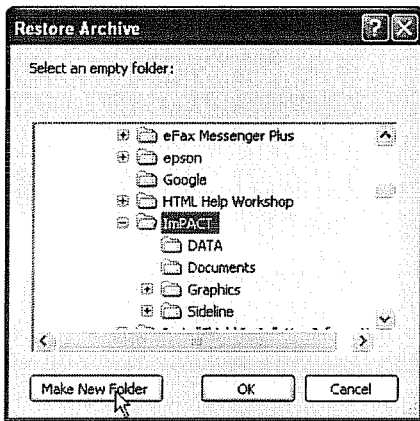 Restore Archive
Select an empty folder:
eFax Messenger Plus
epson
Google
HTML Help Workshop
ImPACT
DATA
Documents
Graphics
Sideline
Make New Folder
OK
Cancel